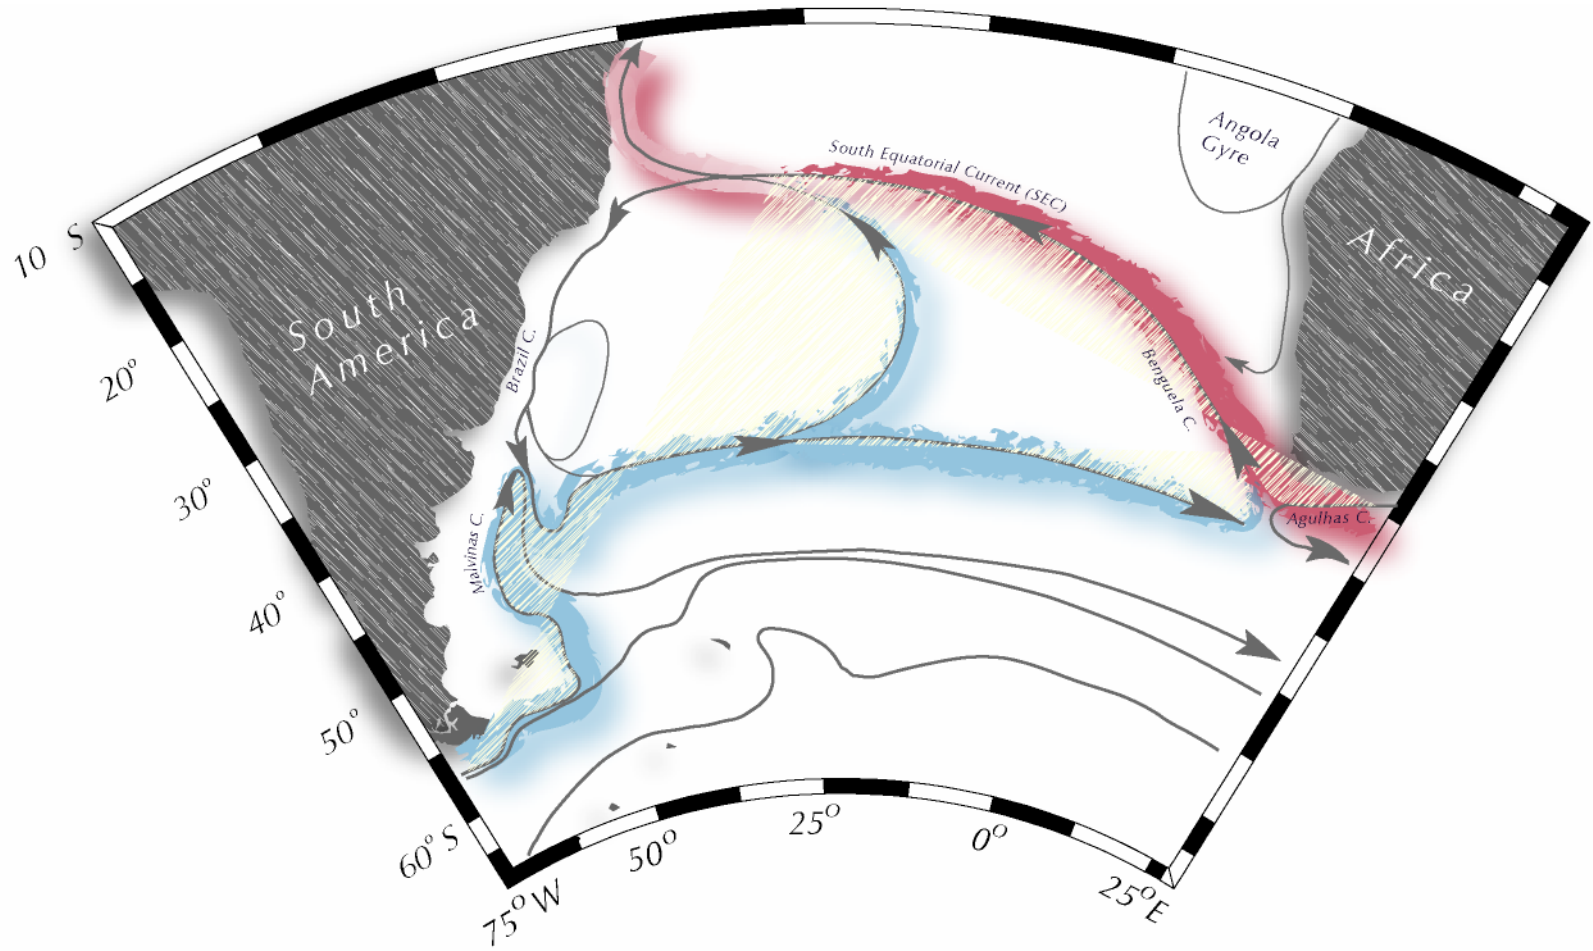 Angola
Gyre
South Equatorial Current (SEC)
10 S
Africa
South
America
Brazil C.
Benguela C.
20°
30°
Malvinas C.
Agulhas C.
40°
50°
60° S
75° W
50°
25°
0°
25°E